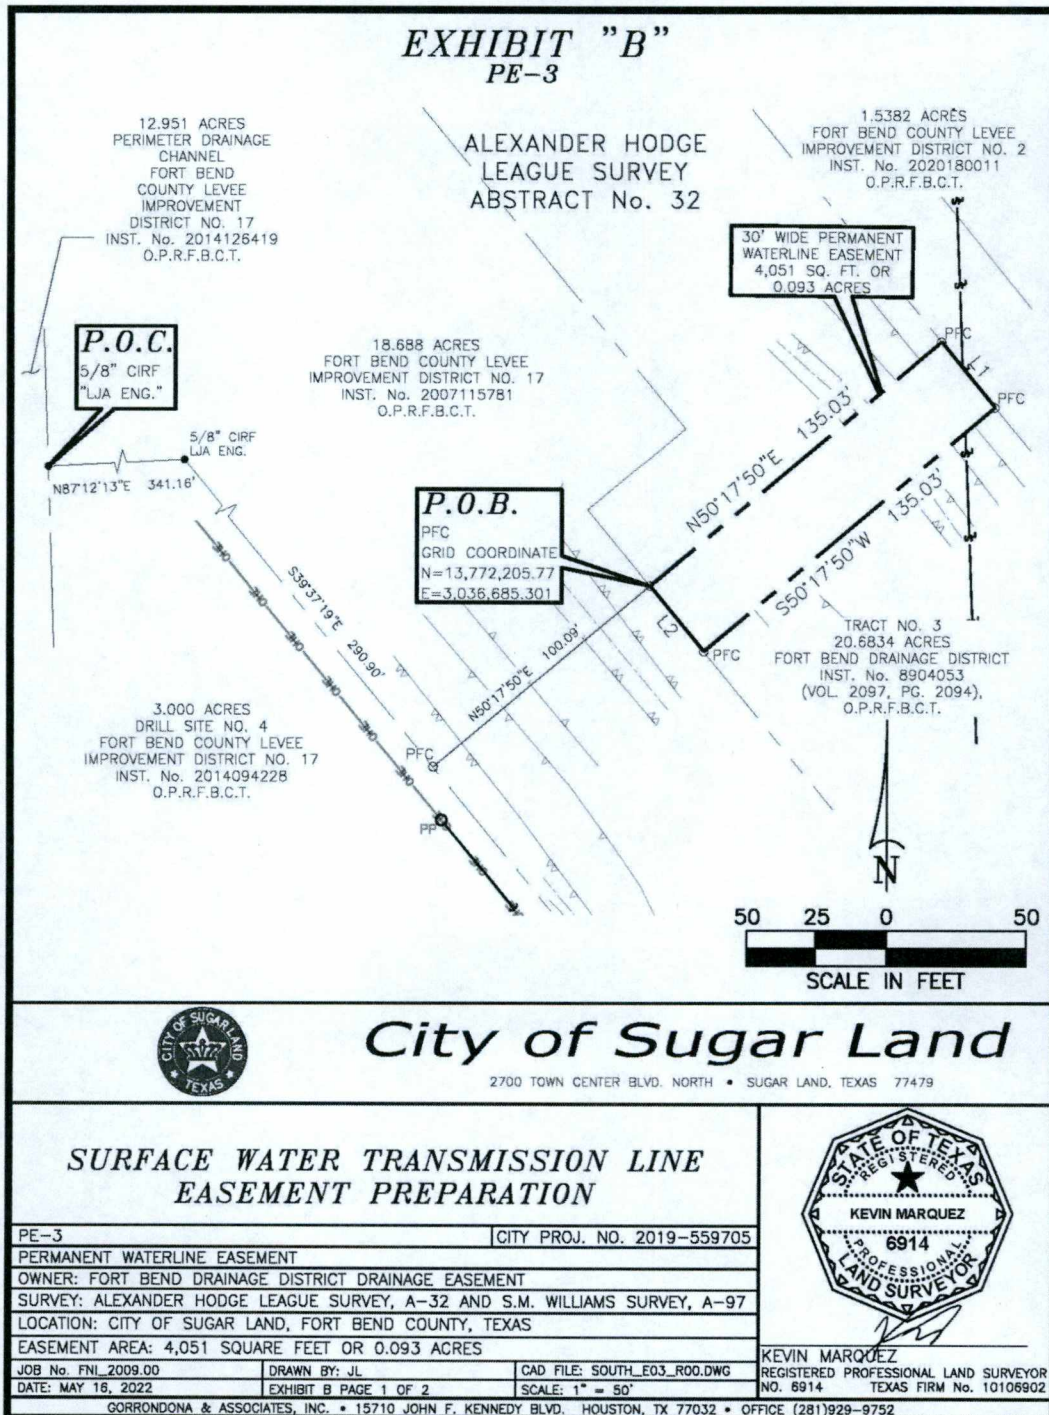 EXHIBIT "B"
PE-3
12.951 ACRES
PERIMETER DRAINAGE
CHANNEL
FORT BEND
COUNTY LEVEE
IMPROVEMENT
DISTRICT NO. 17
INST. No. 2014126419
O.P.R.F.B.C.T.
ALEXANDER HODGE
LEAGUE SURVEY
ABSTRACT No. 32
1.5382 ACRES
FORT BEND COUNTY LEVEE
IMPROVEMENT DISTRICT NO. 2
INST. No. 2020180011
O.P.R.F.B.C.T.
30' WIDE PERMANENT
WATERLINE EASEMENT
4,051 SQ. FT. OR
0.093 ACRES
P.O.C.
5/8" CIRF
"LJA ENG."
18.688 ACRES
FORT BEND COUNTY LEVEE
IMPROVEMENT DISTRICT NO. 17
INST. No. 2007115781
O.P.R.F.B.C.T.
PFC
L1
PFC
5/8" CIRF
LJA ENG.
N87°12'13"E 341.16'
N50°17'50"E 135.03'
S50°17'50"W 135.03'
P.O.B.
PFC
GRID COORDINATE
N=13,772,205.77
E=3,036,685.301
L2
PFC
S39°37'19"E 290.90'
N50°17'50"E 100.09'
PFC
TRACT NO. 3
20.6834 ACRES
FORT BEND DRAINAGE DISTRICT
INST. No. 8904053
(VOL. 2097, PG. 2094),
O.P.R.F.B.C.T.
3.000 ACRES
DRILL SITE NO. 4
FORT BEND COUNTY LEVEE
IMPROVEMENT DISTRICT NO. 17
INST. No. 2014094228
O.P.R.F.B.C.T.
OHE
OHE
OHE
OHE
OHE
OHE
PP
OHE
N
50 25 0 50
SCALE IN FEET
CITY OF SUGAR LAND
TEXAS
City of Sugar Land
2700 TOWN CENTER BLVD. NORTH • SUGAR LAND, TEXAS 77479
SURFACE WATER TRANSMISSION LINE
EASEMENT PREPARATION
PE-3 CITY PROJ. NO. 2019-559705
PERMANENT WATERLINE EASEMENT
OWNER: FORT BEND DRAINAGE DISTRICT DRAINAGE EASEMENT
SURVEY: ALEXANDER HODGE LEAGUE SURVEY, A-32 AND S.M. WILLIAMS SURVEY, A-97
LOCATION: CITY OF SUGAR LAND, FORT BEND COUNTY, TEXAS
EASEMENT AREA: 4,051 SQUARE FEET OR 0.093 ACRES
JOB No. FNI_2009.00 DRAWN BY: JL CAD FILE: SOUTH_E03_R00.DWG
DATE: MAY 16, 2022 EXHIBIT B PAGE 1 OF 2 SCALE: 1" = 50'
GORRONDONA & ASSOCIATES, INC. • 15710 JOHN F. KENNEDY BLVD. HOUSTON, TX 77032 • OFFICE (281)929-9752
STATE OF TEXAS
REGISTERED
KEVIN MARQUEZ
6914
PROFESSIONAL
LAND SURVEYOR
KEVIN MARQUEZ
REGISTERED PROFESSIONAL LAND SURVEYOR
NO. 6914 TEXAS FIRM No. 10106902